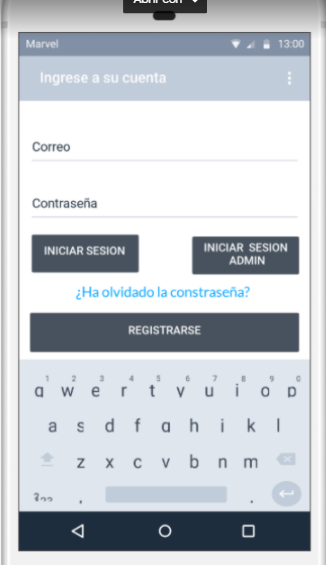 Abrir con
Marvel 13:00
Ingrese a su cuenta
Correo
Contraseña
INICIAR SESION
INICIAR SESION
ADMIN
¿Ha olvidado la constraseña?
REGISTRARSE
1 2 3 4 5 6 7 8 9 0
q w e r t y u i o p
a s d f g h i k l
z x c v b n m
, .